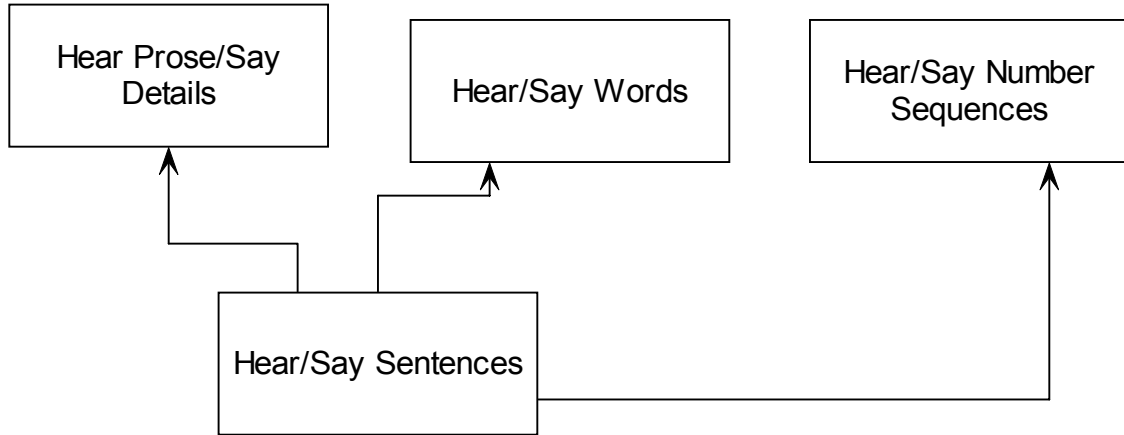 Hear Prose/Say
Details
Hear/Say Words
Hear/Say Number
Sequences
Hear/Say Sentences